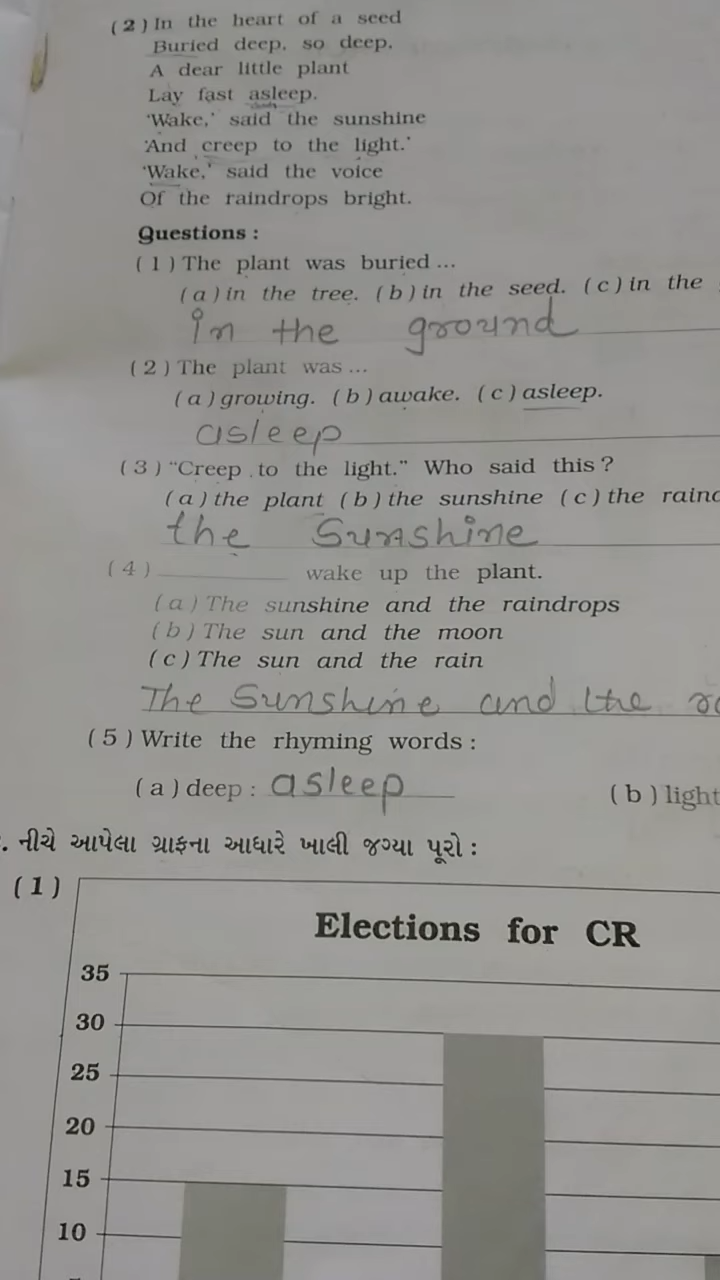 ( 2 ) In the heart of a seed
Buried deep, so deep,
A dear little plant
Lay fast asleep.
'Wake,' said the sunshine
'And creep to the light.'
'Wake,' said the voice
Of the raindrops bright.
Questions :
( 1 ) The plant was buried ...
( a ) in the tree. ( b ) in the seed. ( c ) in the
in the ground
( 2 ) The plant was ...
( a ) growing. ( b ) awake. ( c ) asleep.
asleep
( 3 ) "Creep to the light." Who said this ?
( a ) the plant ( b ) the sunshine ( c ) the rain
the Sunshine
( 4 ) ____________ wake up the plant.
( a ) The sunshine and the raindrops
( b ) The sun and the moon
( c ) The sun and the rain
The Sunshine and the
( 5 ) Write the rhyming words :
( a ) deep : asleep ( b ) light
. નીચે આપેલા ગ્રાફના આધારે ખાલી જગ્યા પૂરો :
( 1 )
Elections for CR
35
30
25
20
15
10